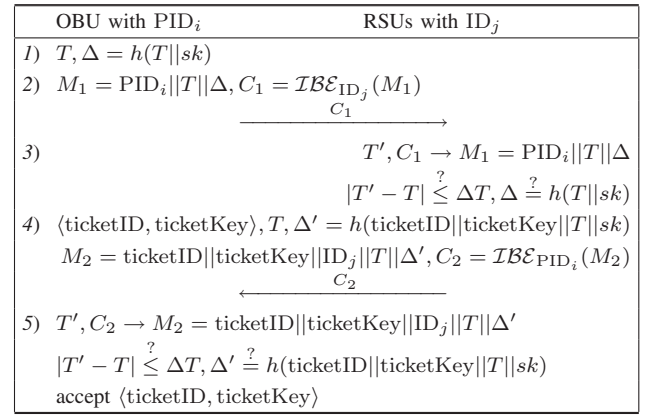 OBU with PID_i RSUs with ID_j
1) T, Δ = h(T||sk)
2) M_1 = PID_i||T||Δ, C_1 = IBE_{ID_j}(M_1)
C_1
3) T′, C_1 → M_1 = PID_i||T||Δ
|T′ − T| ≤? ΔT, Δ =? h(T||sk)
4) ⟨ticketID, ticketKey⟩, T, Δ′ = h(ticketID||ticketKey||T||sk)
M_2 = ticketID||ticketKey||ID_j||T||Δ′, C_2 = IBE_{PID_i}(M_2)
C_2
5) T′, C_2 → M_2 = ticketID||ticketKey||ID_j||T||Δ′
|T′ − T| ≤? ΔT, Δ′ =? h(ticketID||ticketKey||T||sk)
accept ⟨ticketID, ticketKey⟩